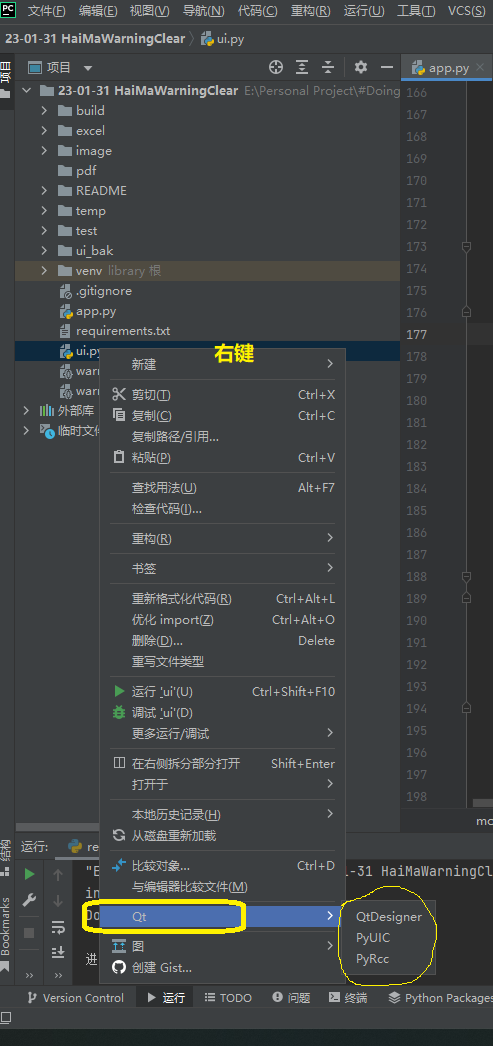 PC 文件(F) 编辑(E) 视图(V) 导航(N) 代码(C) 重构(R) 运行(U) 工具(T) VCS(S)
23-01-31 HaiMaWarningClear ui.py
项目 项目 app.py
23-01-31 HaiMaWarningClear E:\Personal Project\#Doing
166
build
excel
image
pdf
README
temp
test
ui_bak
venv library 根
.gitignore
app.py
requirements.txt
ui.py
右键
warn
warn
外部库
临时文件
168
169
170
171
172
173
174
175
176
177
178
179
180
181
182
183
184
185
186
187
188
189
190
191
192
193
194
195
196
197
198
新建
剪切(T) Ctrl+X
复制(C) Ctrl+C
复制路径/引用...
粘贴(P) Ctrl+V
查找用法(U) Alt+F7
检查代码(I)...
重构(R)
书签
重新格式化代码(R) Ctrl+Alt+L
优化 import(Z) Ctrl+Alt+O
删除(D)... Delete
重写文件类型
运行 'ui'(U) Ctrl+Shift+F10
调试 'ui'(D)
更多运行/调试
在右侧拆分部分打开 Shift+Enter
打开于
本地历史记录(H)
从磁盘重新加载
比较对象... Ctrl+D
与编辑器比较文件(M)
Qt
图
创建 Gist...
QtDesigner
PyUIC
PyRcc
结构
Bookmarks
运行: re
mc
"E
1-31 HaiMaWarningCl
in
Do
进
Version Control 运行 TODO 问题 终端 Python Packages